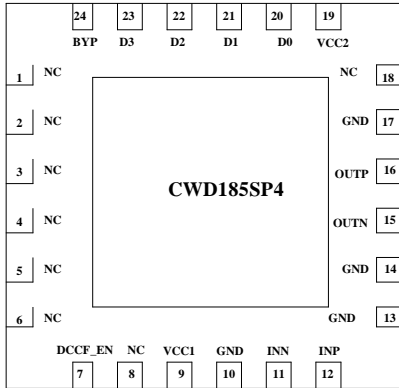 24 23 22 21 20 19
BYP D3 D2 D1 D0 VCC2
1 NC NC 18
2 NC GND 17
3 NC OUTP 16
CWD185SP4
4 NC OUTN 15
5 NC GND 14
6 NC GND 13
DCCF_EN NC VCC1 GND INN INP
7 8 9 10 11 12